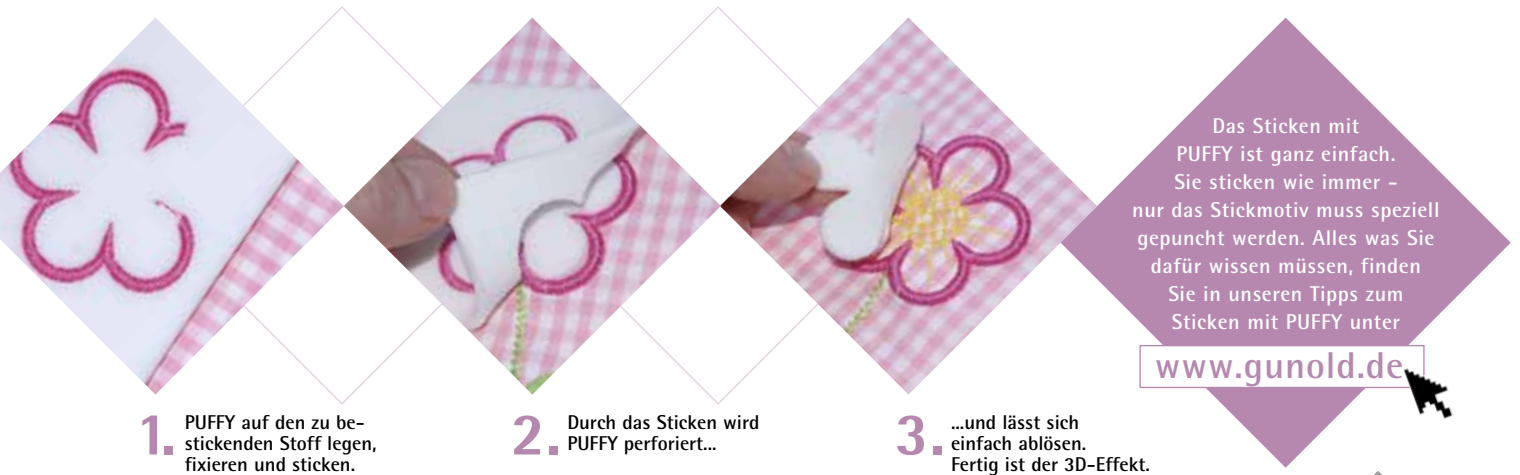 Das Sticken mit
PUFFY ist ganz einfach.
Sie sticken wie immer -
nur das Stickmotiv muss speziell
gepuncht werden. Alles was Sie
dafür wissen müssen, finden
Sie in unseren Tipps zum
Sticken mit PUFFY unter
www.gunold.de
1. PUFFY auf den zu be-
stickenden Stoff legen,
fixieren und sticken.
2. Durch das Sticken wird
PUFFY perforiert...
3. ...und lässt sich
einfach ablösen.
Fertig ist der 3D-Effekt.